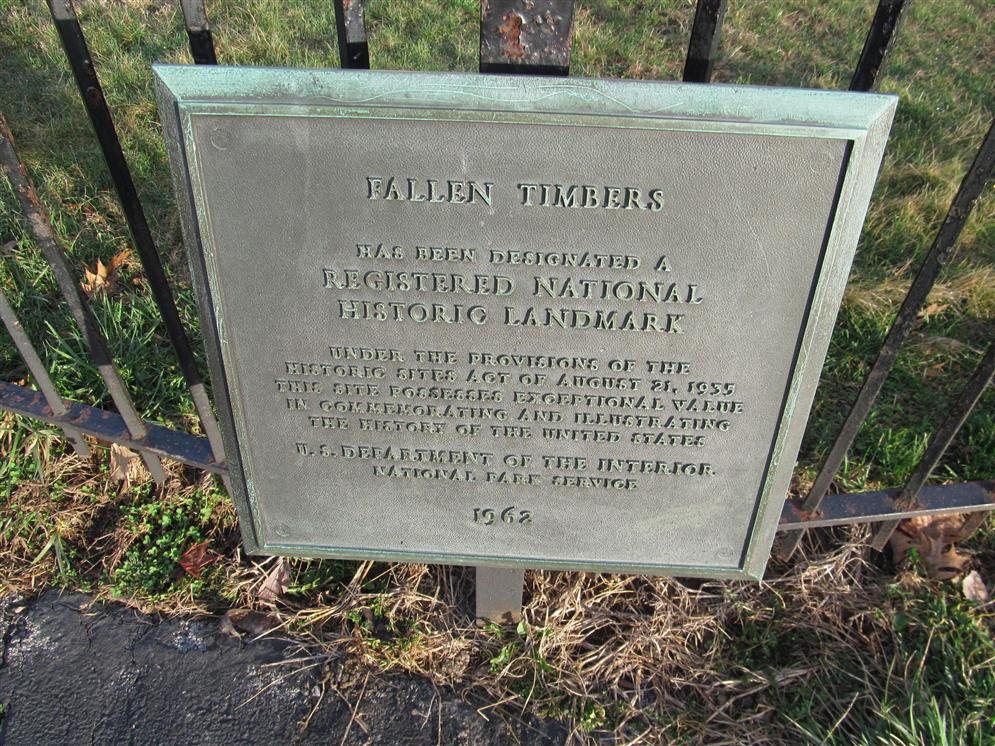 FALLEN TIMBERS
HAS BEEN DESIGNATED A
REGISTERED NATIONAL
HISTORIC LANDMARK
UNDER THE PROVISIONS OF THE
HISTORIC SITES ACT OF AUGUST 21, 1935
THIS SITE POSSESSES EXCEPTIONAL VALUE
IN COMMEMORATING AND ILLUSTRATING
THE HISTORY OF THE UNITED STATES
U. S. DEPARTMENT OF THE INTERIOR
NATIONAL PARK SERVICE
1962